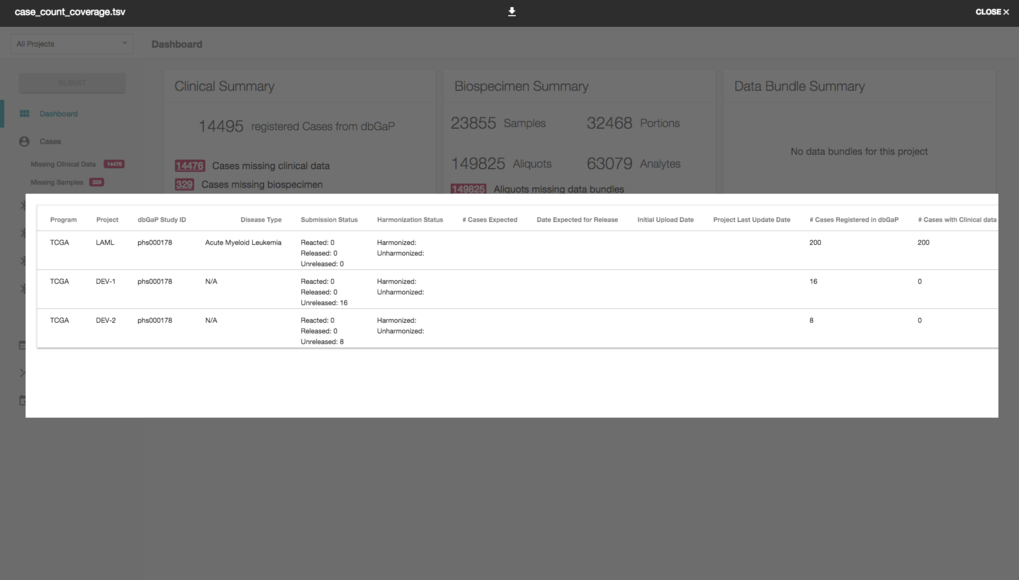 case_count_coverage.tsv
CLOSE ×
All Projects
Dashboard
SUBMIT
Dashboard
Cases
Missing Clinical Data 14476
Missing Samples 329
Clinical Summary
14495 registered Cases from dbGaP
14476 Cases missing clinical data
329 Cases missing biospecimen
Biospecimen Summary
23855 Samples 32468 Portions
149825 Aliquots 63079 Analytes
149825 Aliquots missing data bundles
Data Bundle Summary
No data bundles for this project
Program Project dbGaP Study ID Disease Type Submission Status Harmonization Status # Cases Expected Date Expected for Release Initial Upload Date Project Last Update Date # Cases Registered in dbGaP # Cases with Clinical data
TCGA LAML phs000178 Acute Myeloid Leukemia Reacted: 0 Harmonized: 200 200
Released: 0 Unharmonized:
Unreleased: 0
TCGA DEV-1 phs000178 N/A Reacted: 0 Harmonized: 16 0
Released: 0 Unharmonized:
Unreleased: 16
TCGA DEV-2 phs000178 N/A Reacted: 0 Harmonized: 8 0
Released: 0 Unharmonized:
Unreleased: 8